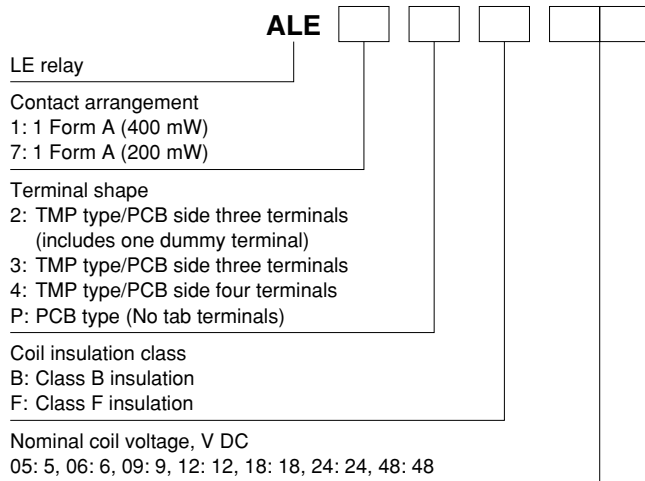 ALE
LE relay
Contact arrangement
1: 1 Form A (400 mW)
7: 1 Form A (200 mW)
Terminal shape
2: TMP type/PCB side three terminals
(includes one dummy terminal)
3: TMP type/PCB side three terminals
4: TMP type/PCB side four terminals
P: PCB type (No tab terminals)
Coil insulation class
B: Class B insulation
F: Class F insulation
Nominal coil voltage, V DC
05: 5, 06: 6, 09: 9, 12: 12, 18: 18, 24: 24, 48: 48